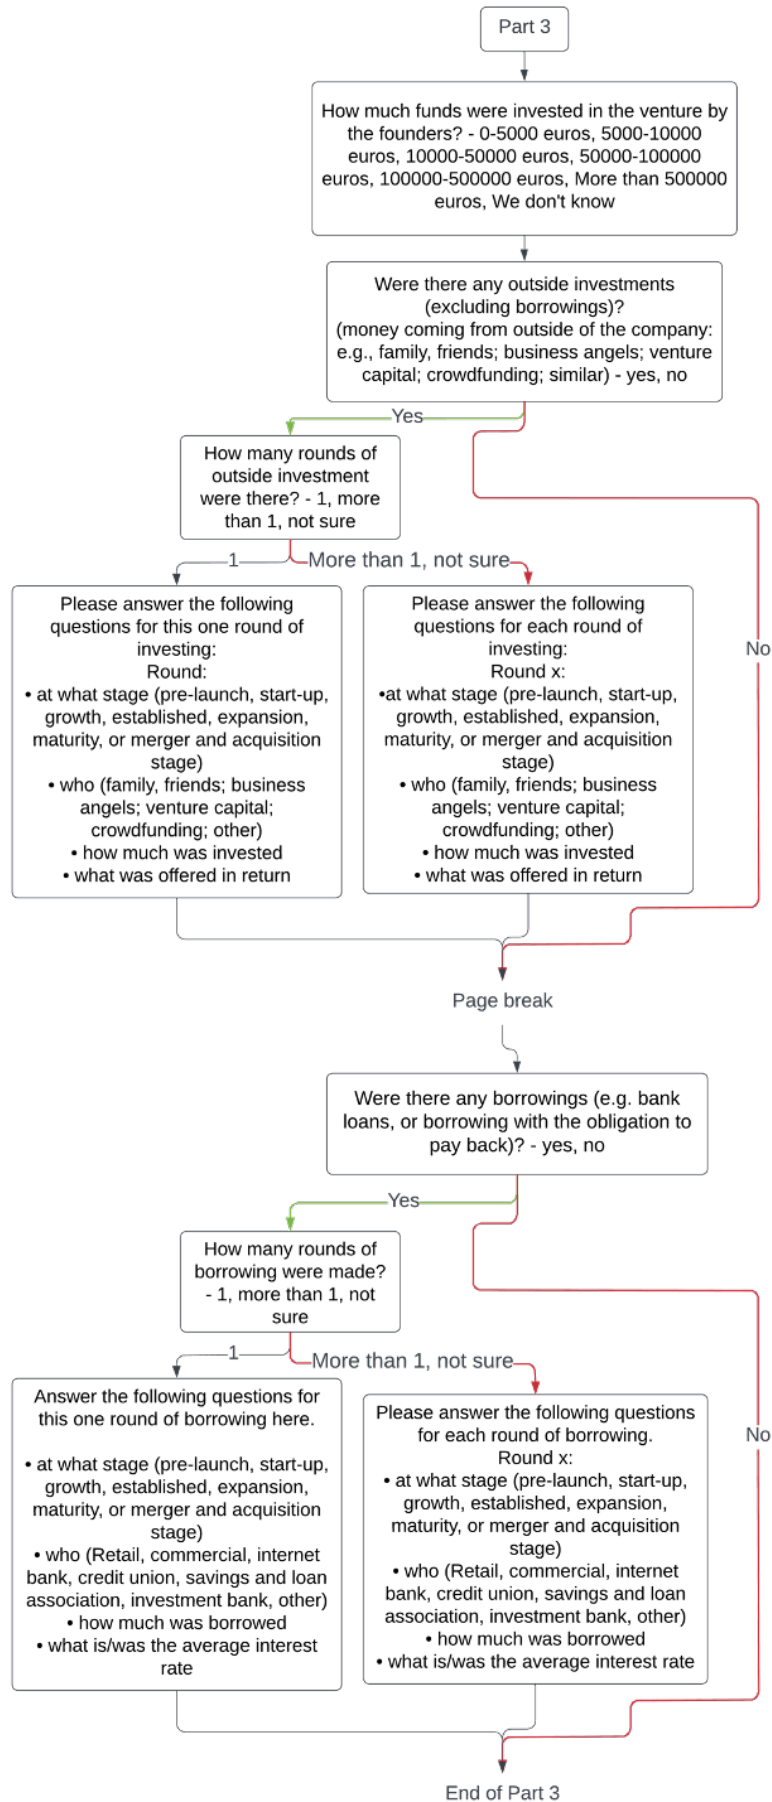 Part 3
How much funds were invested in the venture by
the founders? - 0-5000 euros, 5000-10000
euros, 10000-50000 euros, 50000-100000
euros, 100000-500000 euros, More than 500000
euros, We don't know
Were there any outside investments
(excluding borrowings)?
(money coming from outside of the company:
e.g., family, friends; business angels; venture
capital; crowdfunding; similar) - yes, no
Yes
How many rounds of
outside investment
were there? - 1, more
than 1, not sure
1
More than 1, not sure
Please answer the following
questions for this one round of
investing:
Round:
• at what stage (pre-launch, start-up,
growth, established, expansion,
maturity, or merger and acquisition
stage)
• who (family, friends; business
angels; venture capital;
crowdfunding; other)
• how much was invested
• what was offered in return
Please answer the following
questions for each round of
investing:
Round x:
•at what stage (pre-launch, start-up,
growth, established, expansion,
maturity, or merger and acquisition
stage)
• who (family, friends; business
angels; venture capital;
crowdfunding; other)
• how much was invested
• what was offered in return
No
Page break
Were there any borrowings (e.g. bank
loans, or borrowing with the obligation to
pay back)? - yes, no
Yes
How many rounds of
borrowing were made?
- 1, more than 1, not
sure
1
More than 1, not sure
Answer the following questions for
this one round of borrowing here.
• at what stage (pre-launch, start-up,
growth, established, expansion,
maturity, or merger and acquisition
stage)
• who (Retail, commercial, internet
bank, credit union, savings and loan
association, investment bank, other)
• how much was borrowed
• what is/was the average interest
rate
Please answer the following questions
for each round of borrowing.
Round x:
• at what stage (pre-launch, start-up,
growth, established, expansion,
maturity, or merger and acquisition
stage)
• who (Retail, commercial, internet
bank, credit union, savings and loan
association, investment bank, other)
• how much was borrowed
• what is/was the average interest rate
No
End of Part 3